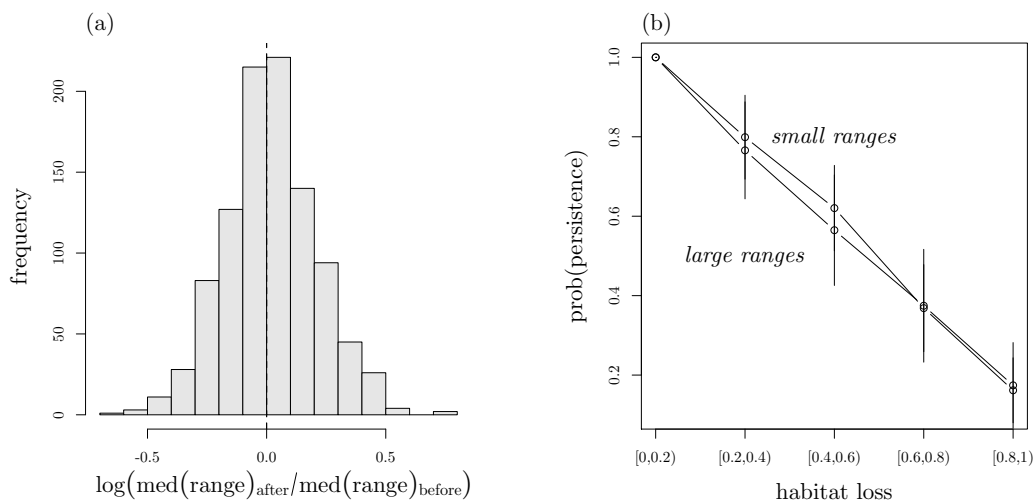 (a)
frequency
200
150
100
50
0
-0.5 0.0 0.5
log(med(range)after/med(range)before)
(b)
prob(persistence)
1.0
0.8
0.6
0.4
0.2
small ranges
large ranges
[0,0.2) [0.2,0.4) [0.4,0.6) [0.6,0.8) [0.8,1)
habitat loss